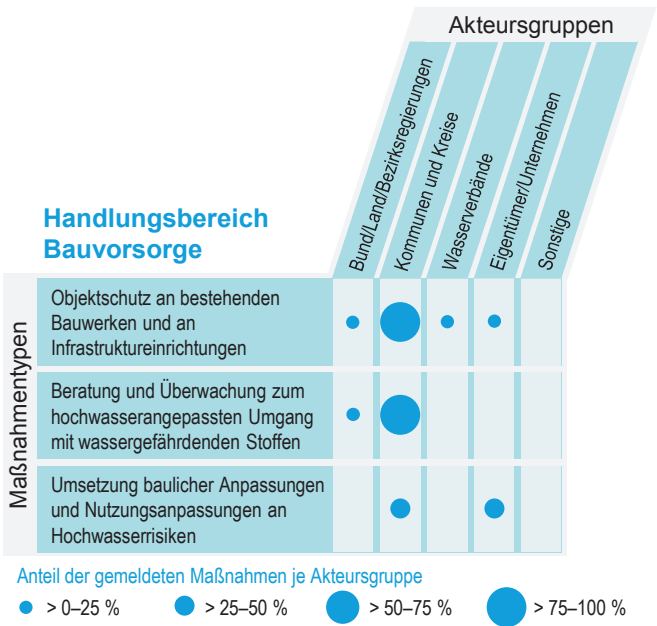 Akteursgruppen
Bund/Land/Bezirksregierungen
Kommunen und Kreise
Wasserverbände
Eigentümer/Unternehmen
Sonstige
Handlungsbereich
Bauvorsorge
Maßnahmentypen
Objektschutz an bestehenden
Bauwerken und an
Infrastruktureinrichtungen
Beratung und Überwachung zum
hochwasserangepassten Umgang
mit wassergefährdenden Stoffen
Umsetzung baulicher Anpassungen
und Nutzungsanpassungen an
Hochwasserrisiken
Anteil der gemeldeten Maßnahmen je Akteursgruppe
> 0–25 % > 25–50 % > 50–75 % > 75–100 %